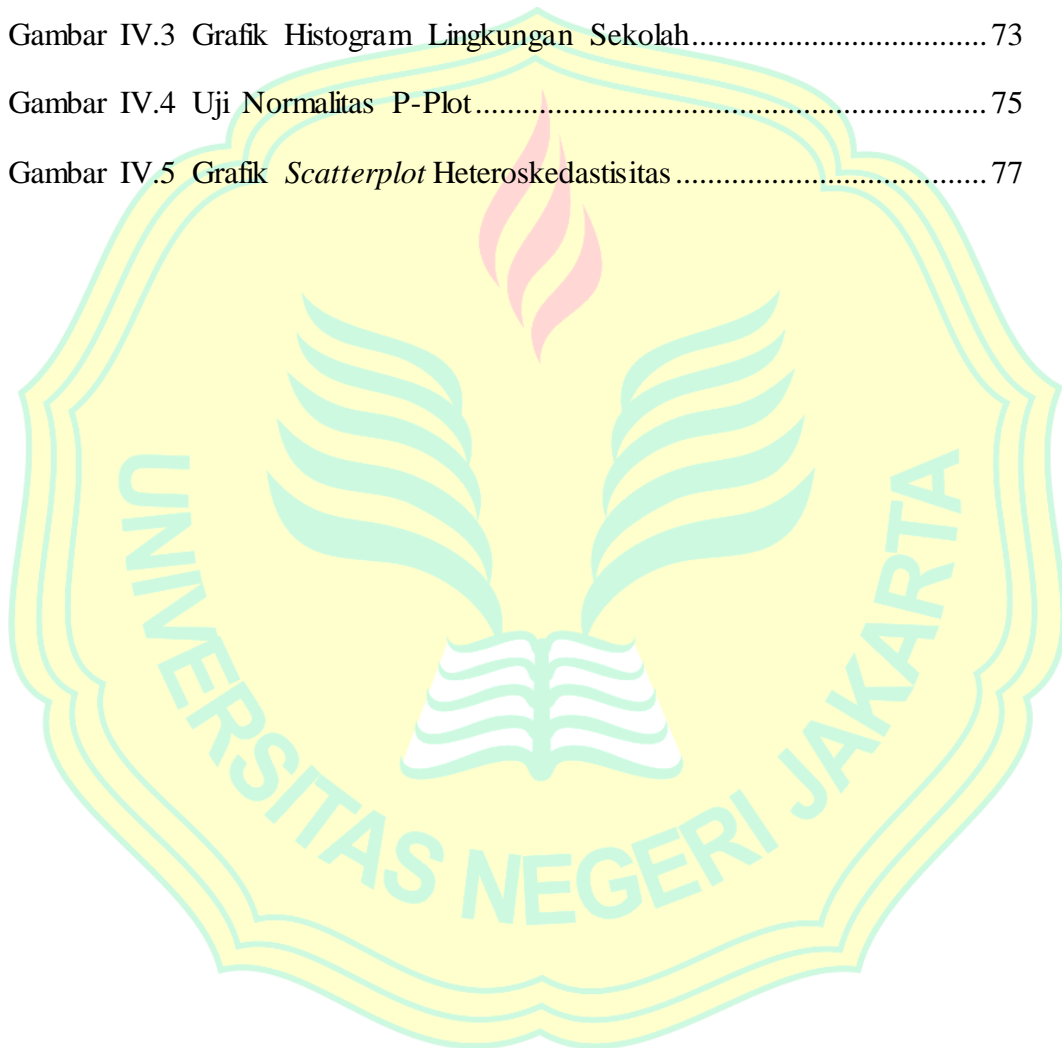 Gambar IV.3 Grafik Histogram Lingkungan Sekolah..................................... 73
Gambar IV.4 Uji Normalitas P-Plot.................................................................. 75
Gambar IV.5 Grafik Scatterplot Heteroskedastisitas....................................... 77
UNIVERSITAS NEGERI JAKARTA